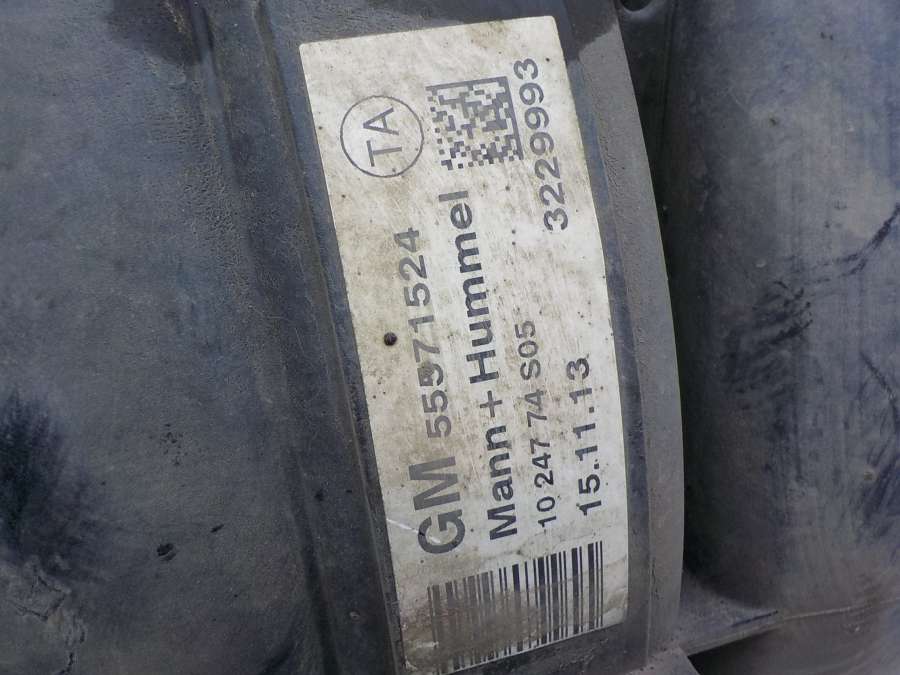 GM 55571524 TA
Mann+Hummel
10 247 74 S05
15.11.13 3229993